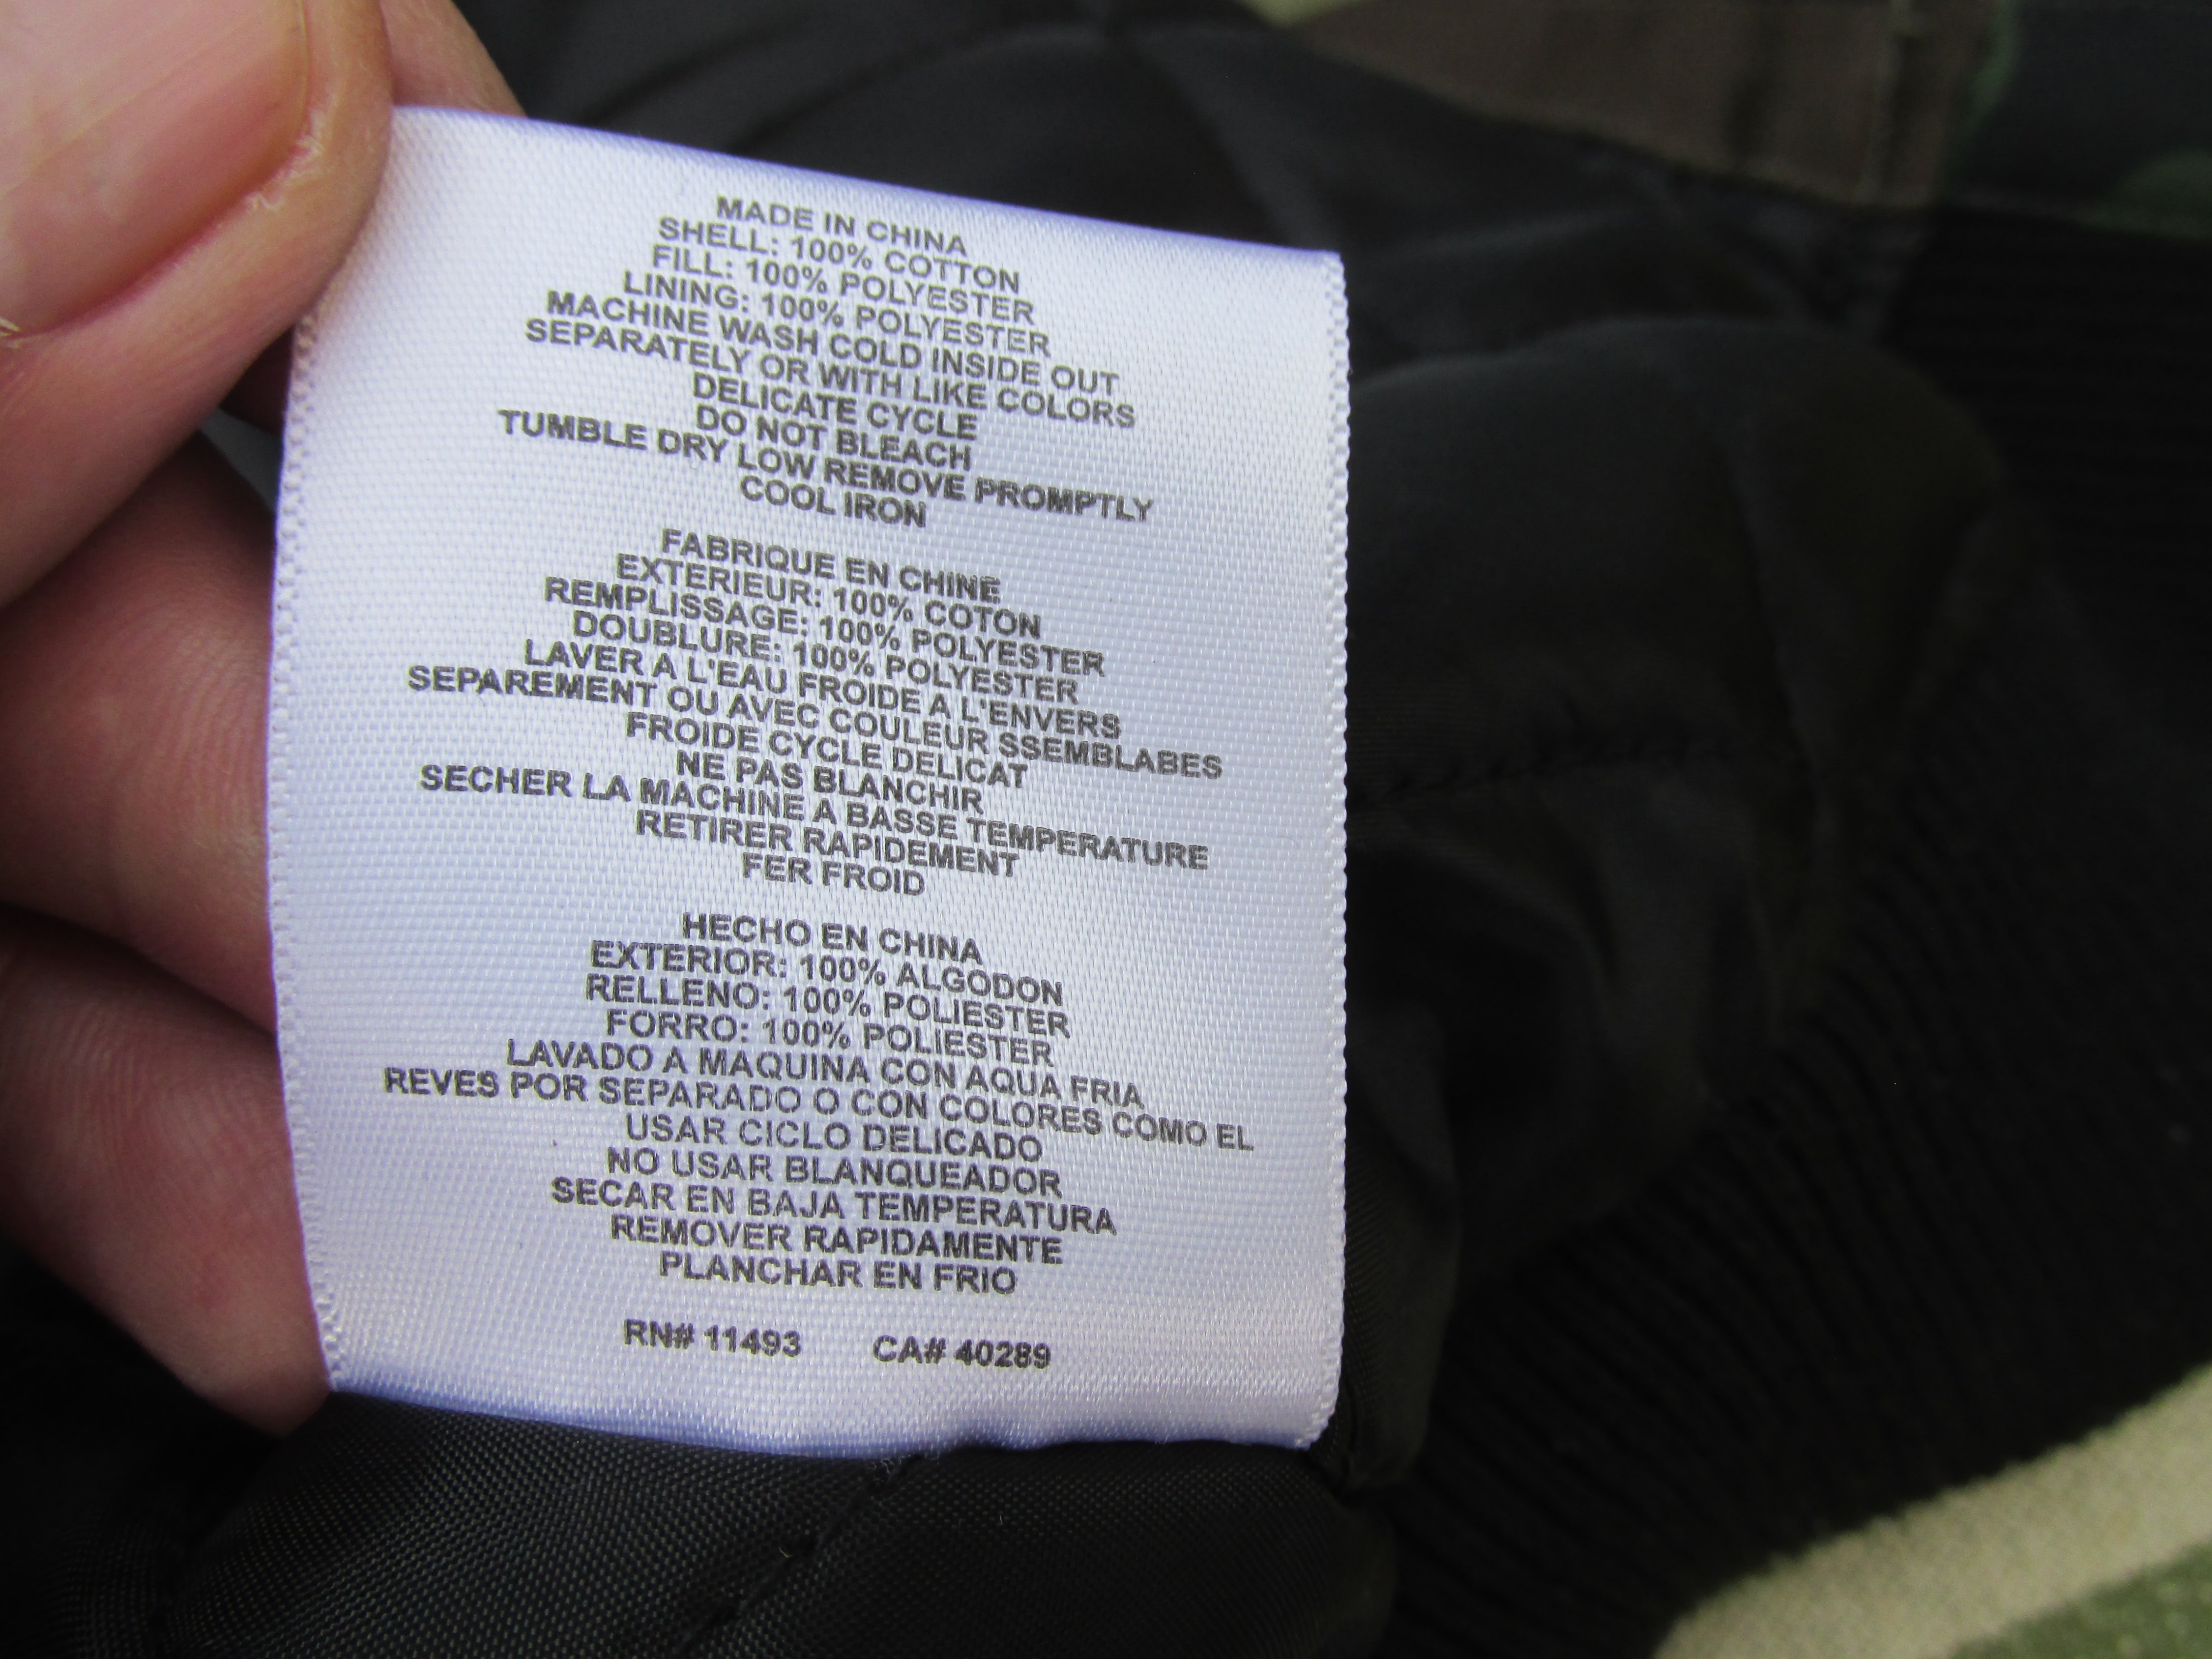 MADE IN CHINA
SHELL: 100% COTTON
FILL: 100% POLYESTER
LINING: 100% POLYESTER
MACHINE WASH COLD INSIDE OUT
SEPARATELY OR WITH LIKE COLORS
DELICATE CYCLE
DO NOT BLEACH
TUMBLE DRY LOW REMOVE PROMPTLY
COOL IRON
FABRIQUE EN CHINE
EXTERIEUR: 100% COTON
REMPLISSAGE: 100% POLYESTER
DOUBLURE: 100% POLYESTER
LAVER A L'EAU FROIDE A L'ENVERS
SEPAREMENT OU AVEC COULEUR SSEMBLABES
FROIDE CYCLE DELICAT
NE PAS BLANCHIR
SECHER LA MACHINE A BASSE TEMPERATURE
RETIRER RAPIDEMENT
FER FROID
HECHO EN CHINA
EXTERIOR: 100% ALGODON
RELLENO: 100% POLIESTER
FORRO: 100% POLIESTER
LAVADO A MAQUINA CON AQUA FRIA
REVES POR SEPARADO O CON COLORES COMO EL
USAR CICLO DELICADO
NO USAR BLANQUEADOR
SECAR EN BAJA TEMPERATURA
REMOVER RAPIDAMENTE
PLANCHAR EN FRIO
RN# 11493 CA# 40289